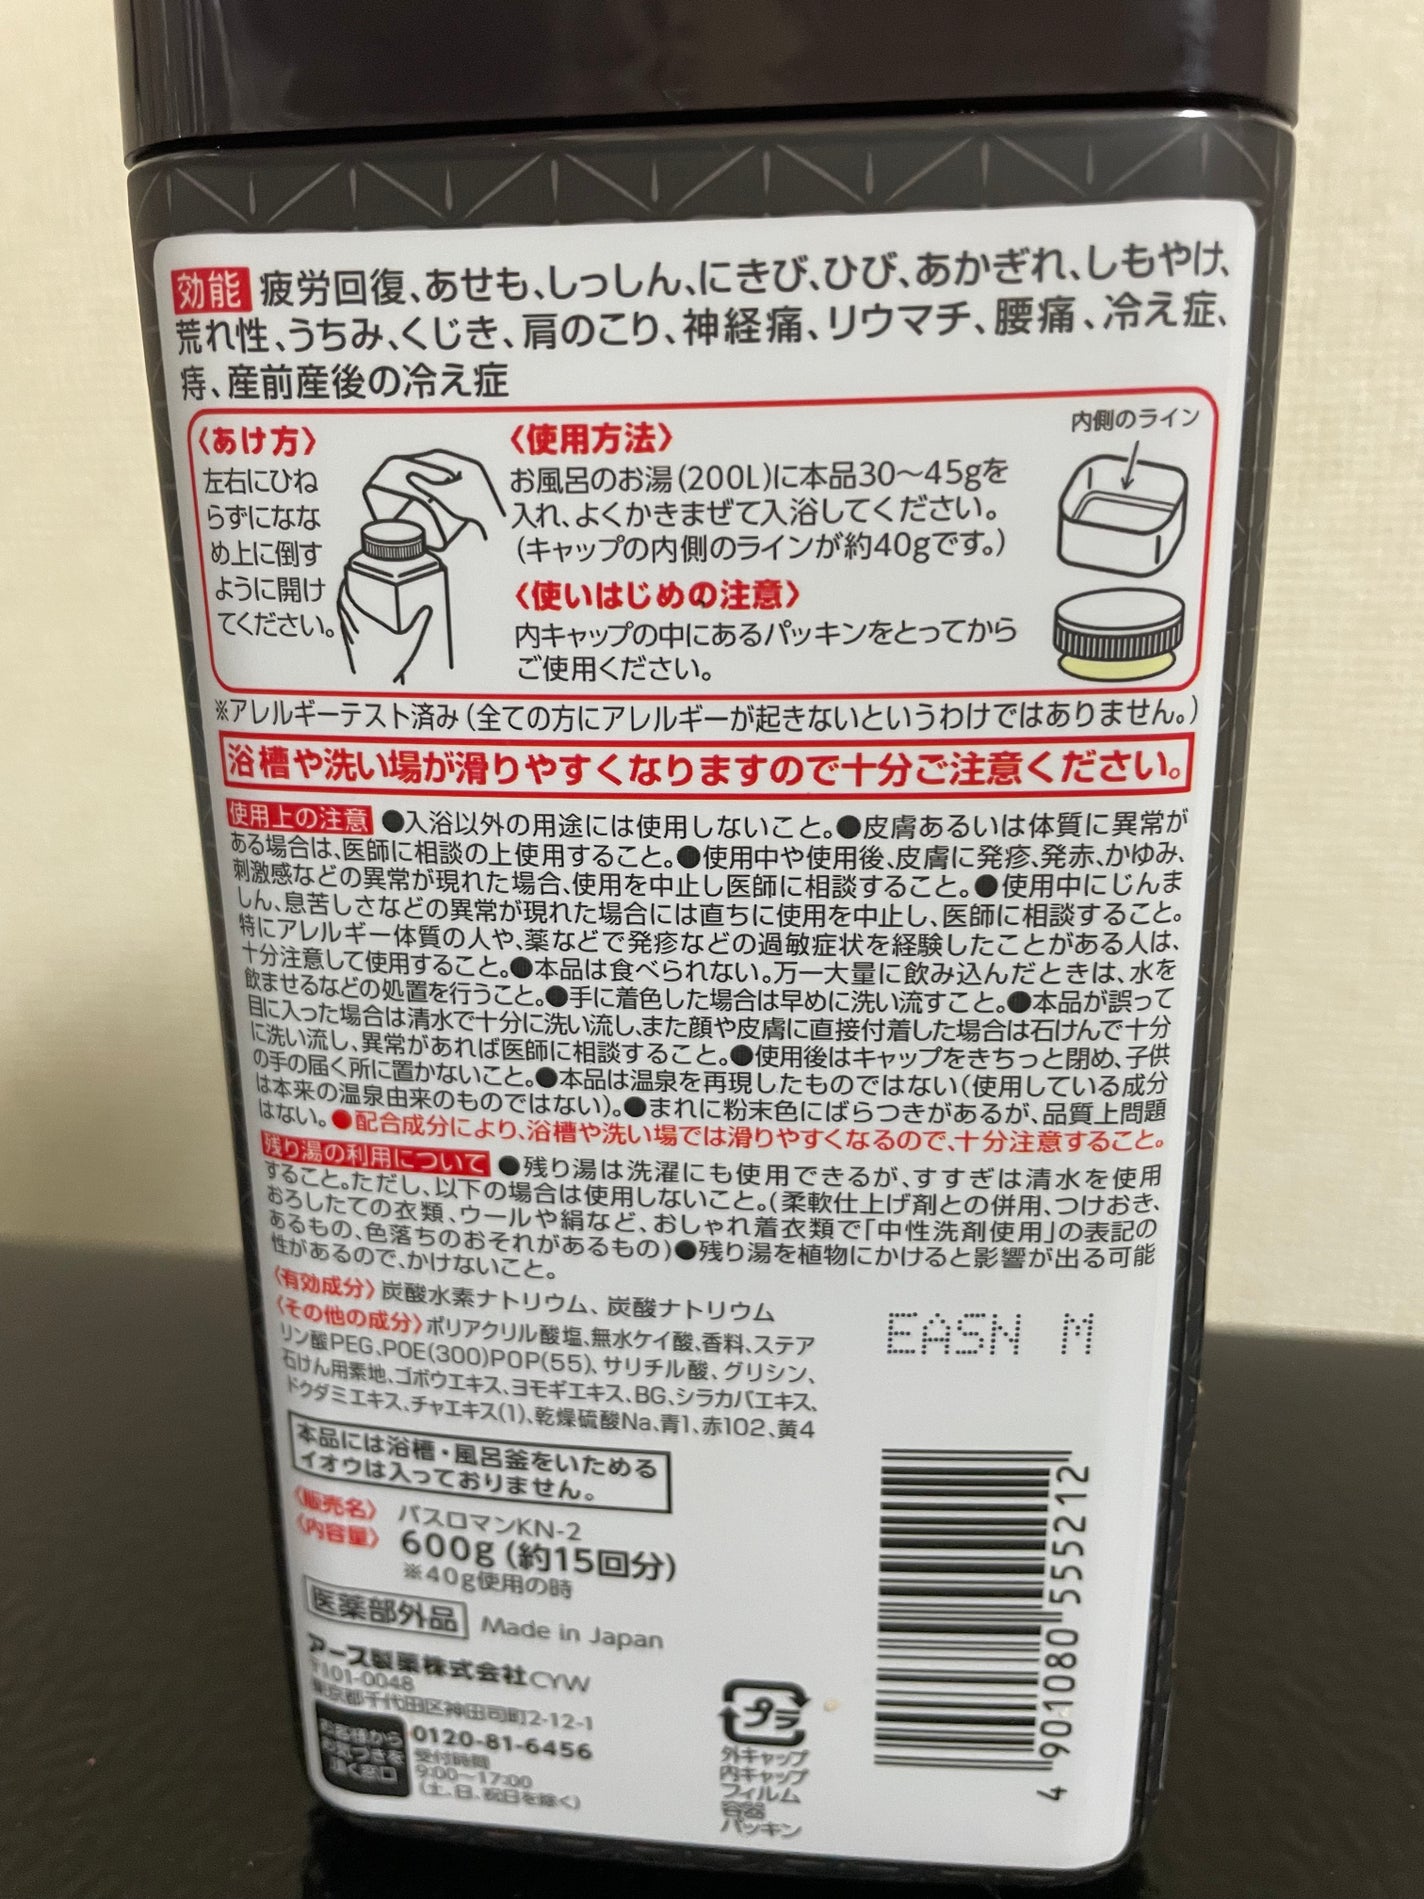 効能 疲労回復、あせも、しっしん、にきび、ひび、あかぎれ、しもやけ、
荒れ性、うちみ、くじき、肩のこり、神経痛、リウマチ、腰痛、冷え症、
痔、産前産後の冷え症
〈あけ方〉
左右にひね
らずになな
め上に倒す
ように開け
てください。
〈使用方法〉
お風呂のお湯(200L)に本品30〜45gを
入れ、よくかきまぜて入浴してください。
(キャップの内側のラインが約40gです。)
〈使いはじめの注意〉
内キャップの中にあるパッキンをとってから
ご使用ください。
内側のライン
※アレルギーテスト済み(全ての方にアレルギーが起きないというわけではありません。)
浴槽や洗い場が滑りやすくなりますので十分ご注意ください。
使用上の注意 ●入浴以外の用途には使用しないこと。●皮膚あるいは体質に異常が
ある場合は、医師に相談の上使用すること。●使用中や使用後、皮膚に発疹、発赤、かゆみ、
刺激感などの異常が現れた場合、使用を中止し医師に相談すること。●使用中にじんま
しん、息苦しさなどの異常が現れた場合には直ちに使用を中止し、医師に相談すること。
特にアレルギー体質の人や、薬などで発疹などの過敏症状を経験したことがある人は、
十分注意して使用すること。●本品は食べられない。万一大量に飲み込んだときは、水を
飲ませるなどの処置を行うこと。●手に着色した場合は早めに洗い流すこと。●本品が誤って
目に入った場合は清水で十分に洗い流し、また顔や皮膚に直接付着した場合は石けんで十分
に洗い流し、異常があれば医師に相談すること。●使用後はキャップをきちっと閉め、子供
の手の届く所に置かないこと。●本品は温泉を再現したものではない(使用している成分
は本来の温泉由来のものではない)。●まれに粉末色にばらつきがあるが、品質上問題
はない。●配合成分により、浴槽や洗い場では滑りやすくなるので、十分注意すること。
残り湯の利用について ●残り湯は洗濯にも使用できるが、すすぎは清水を使用
すること。ただし、以下の場合は使用しないこと。(柔軟仕上げ剤との併用、つけおき、
おろしたての衣類、ウールや絹など、おしゃれ着衣類で「中性洗剤使用」の表記の
あるもの、色落ちのおそれがあるもの)●残り湯を植物にかけると影響が出る可能
性があるので、かけないこと。
〈有効成分〉炭酸水素ナトリウム、炭酸ナトリウム
〈その他の成分〉ポリアクリル酸塩、無水ケイ酸、香料、ステア
リン酸PEG、POE(300)POP(55)、サリチル酸、グリシン、
石けん用素地、ゴボウエキス、ヨモギエキス、BG、シラカバエキス、
ドクダミエキス、チャエキス(1)、乾燥硫酸Na、青1、赤102、黄4
EASN M
本品には浴槽・風呂釜をいためる
イオウは入っておりません。
〈販売名〉 バスロマンKN-2
〈内容量〉 600g(約15回分)
※40g使用の時
医薬部外品 Made in Japan
アース製薬株式会社CYW
〒101-0048
東京都千代田区神田司町2-12-1
お客様から
お気づきを
頂く窓口
0120-81-6456
受付時間
9:00〜17:00
(土、日、祝日を除く)
プラ
外キャップ
内キャップ
フィルム
容器
パッキン
4 901080 555212